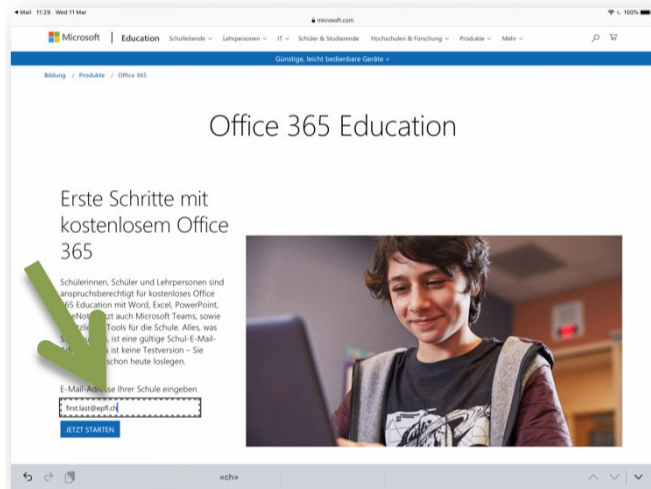 Mail 11:29 Wed 11 Mar
microsoft.com
100%
Microsoft Education Schulleitende Lehrpersonen IT Schüler & Studierende Hochschulen & Forschung Produkte Mehr
Günstige, leicht bedienbare Geräte >
Bildung / Produkte / Office 365
Office 365 Education
Erste Schritte mit
kostenlosem Office
365
Schülerinnen, Schüler und Lehrpersonen sind
anspruchsberechtigt für kostenloses Office
365 Education mit Word, Excel, PowerPoint,
auch Microsoft Teams, sowie
Tools für die Schule. Alles, was
ist eine gültige Schul-E-Mail-
ist keine Testversion – Sie
schon heute loslegen.
E-Mail-Adresse Ihrer Schule eingeben
first.last@epfl.ch
JETZT STARTEN
«ch»